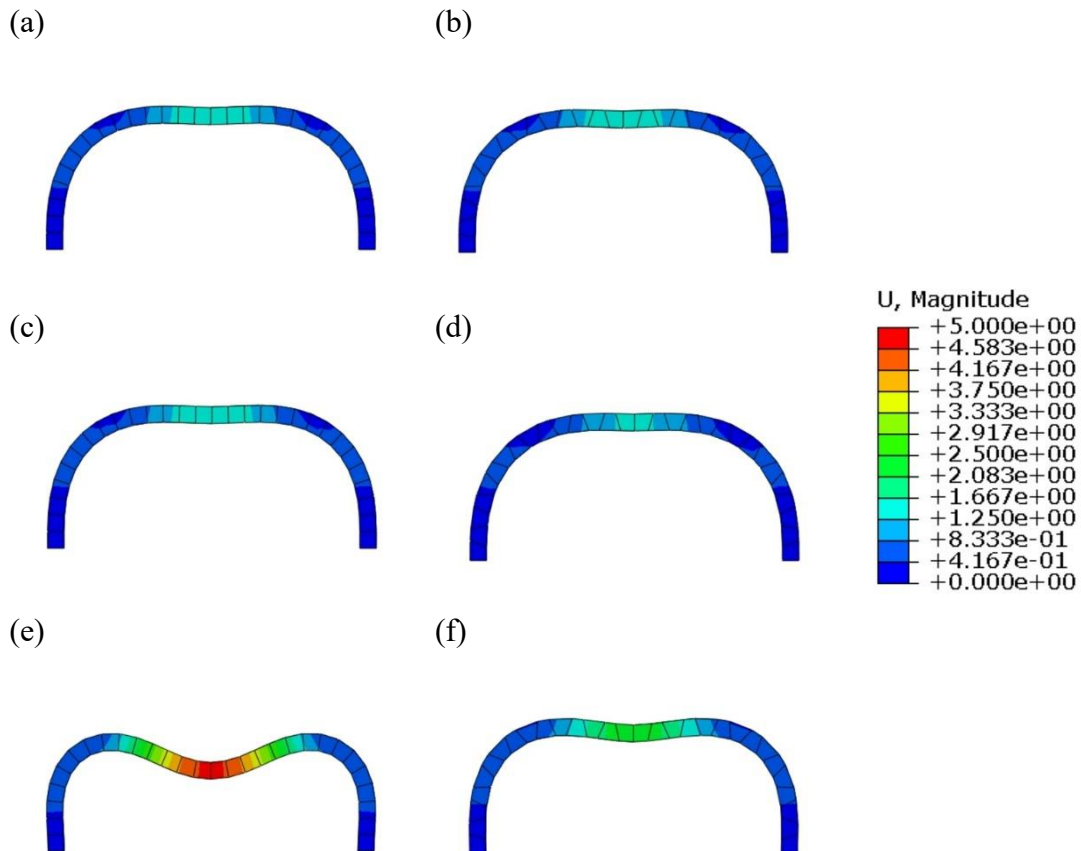 (a)
(b)
(c)
(d)
U, Magnitude
+5.000e+00
+4.583e+00
+4.167e+00
+3.750e+00
+3.333e+00
+2.917e+00
+2.500e+00
+2.083e+00
+1.667e+00
+1.250e+00
+8.333e-01
+4.167e-01
+0.000e+00
(e)
(f)